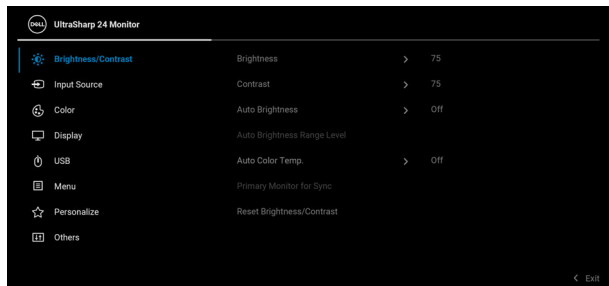 DELL UltraSharp 24 Monitor
Brightness/Contrast Brightness > 75
Input Source Contrast > 75
Color Auto Brightness > Off
Display Auto Brightness Range Level
USB Auto Color Temp. > Off
Menu Primary Monitor for Sync
Personalize Reset Brightness/Contrast
Others
< Exit